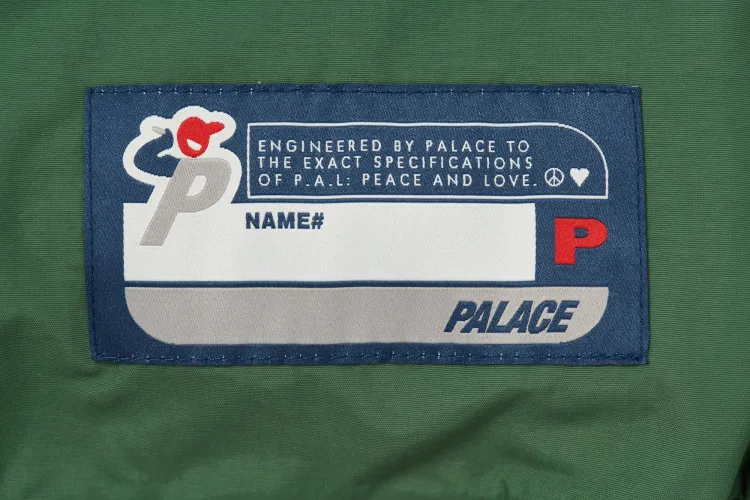 ENGINEERED BY PALACE TO
THE EXACT SPECIFICATIONS
OF P.A.L: PEACE AND LOVE. ☮♥
P
NAME#
P
PALACE